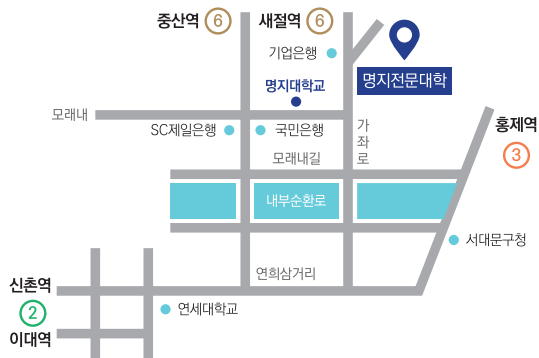 증산역 6
새절역 6
기업은행
명지대학교
명지전문대학
모래내
SC제일은행
국민은행
가좌로
홍제역
3
모래내길
내부순환로
서대문구청
연희삼거리
신촌역
2
이대역
연세대학교